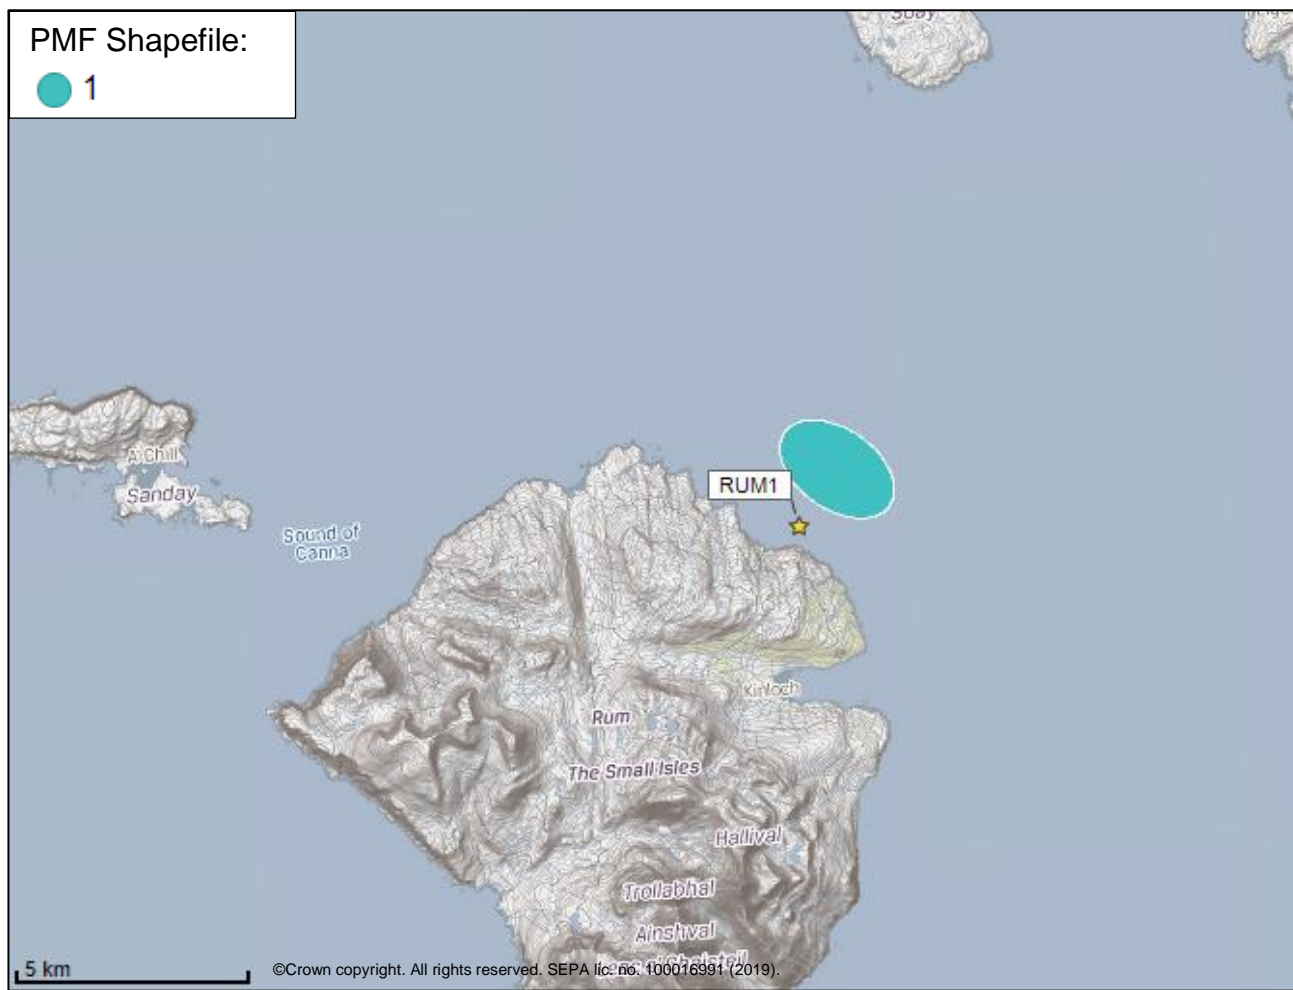 PMF Shapefile:
1
Soay
A'Chill
Sanday
RUM1
Sound of
Canna
Kinloch
Rum
The Small Isles
Hallival
Trollabhal
Ainshval
5 km
©Crown copyright. All rights reserved. SEPA lic. no. 100016991 (2019).